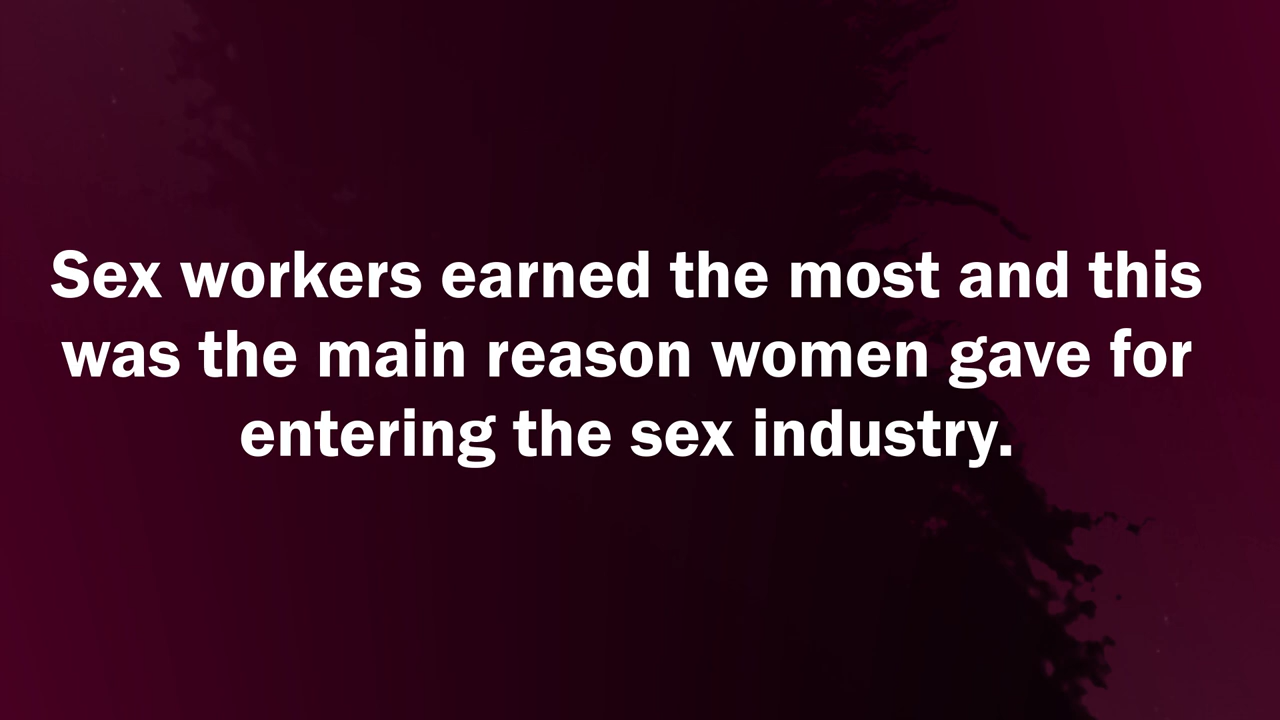 Sex workers earned the most and this
was the main reason women gave for
entering the sex industry.